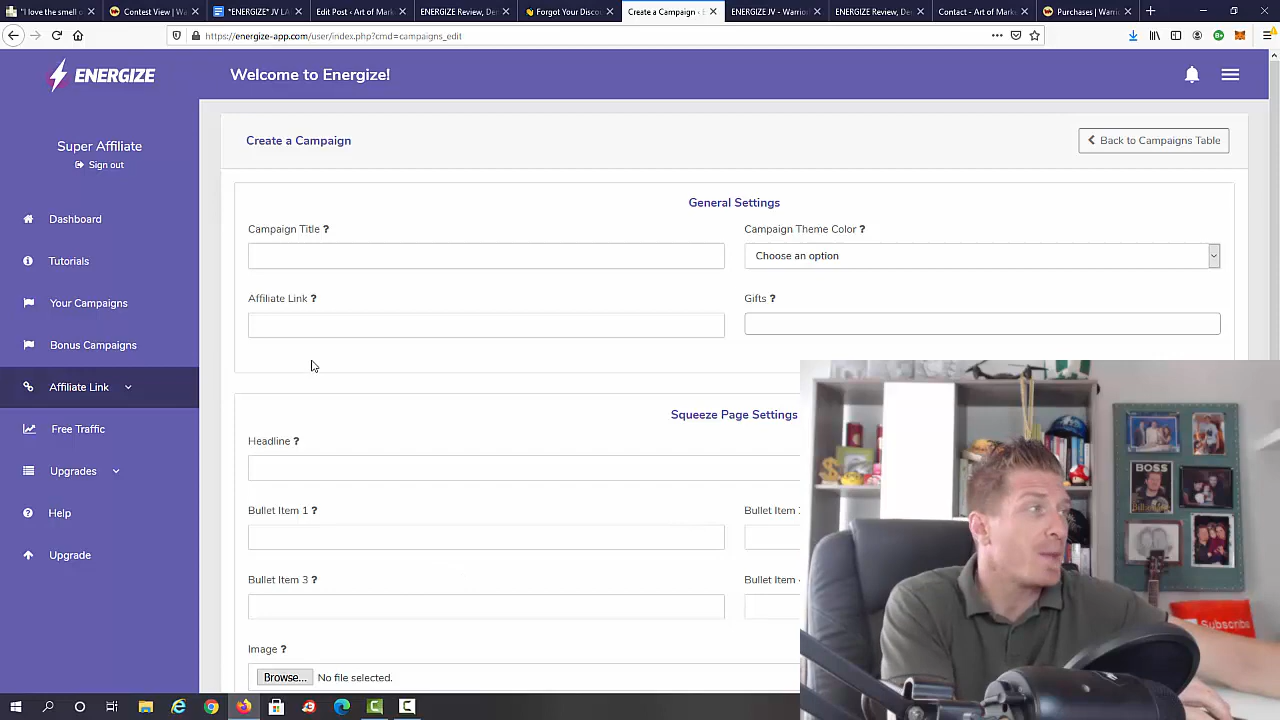 "I love the smell o
Contest View | Wa
*ENERGIZE* JV LA
Edit Post ‹ Art of Mark
ENERGIZE Review, Der
Forgot Your Discou
Create a Campaign ‹ E
ENERGIZE JV - Warrior
ENERGIZE Review, De
Contact - Art of Market
Purchases | Warri
https://energize-app.com/user/index.php?cmd=campaigns_edit
ENERGIZE
Welcome to Energize!
Super Affiliate
Sign out
Dashboard
Tutorials
Your Campaigns
Bonus Campaigns
Affiliate Link
Free Traffic
Upgrades
Help
Upgrade
Create a Campaign
Back to Campaigns Table
General Settings
Campaign Title ?
Campaign Theme Color ?
Choose an option
Affiliate Link ?
Gifts ?
Squeeze Page Settings
Headline ?
Bullet Item 1 ?
Bullet Item
Bullet Item 3 ?
Bullet Item
Image ?
Browse...
No file selected.
BOSS
Subscribe